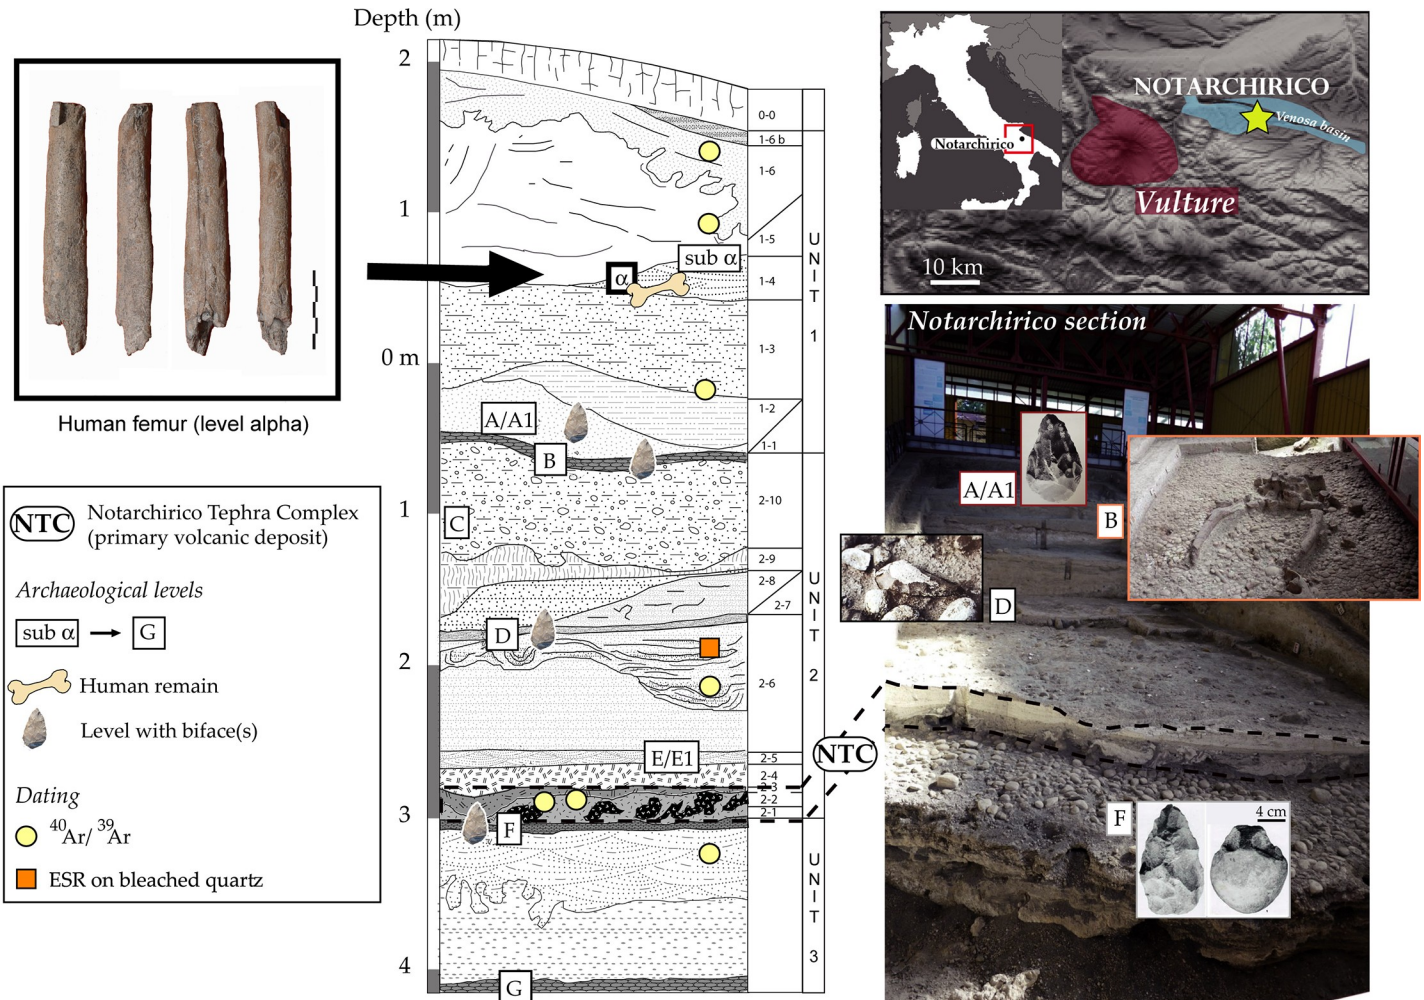 Human femur (level alpha)
NTC
Notarchirico Tephra Complex
(primary volcanic deposit)
Archaeological levels
sub α
G
Human remain
Level with biface(s)
Dating
40Ar/ 39Ar
ESR on bleached quartz
Depth (m)
2
1
0 m
1
2
3
4
sub α
α
A/A1
B
C
D
E/E1
F
G
0-0
1-6 b
1-6
1-5
1-4
1-3
1-2
1-1
2-10
2-9
2-8
2-7
2-6
2-5
2-4
2-3
2-2
2-1
UNIT 1
UNIT 2
UNIT 3
NTC
Notarchirico
NOTARCHIRICO
Venosa basin
Vulture
10 km
Notarchirico section
A/A1
B
D
F
4 cm